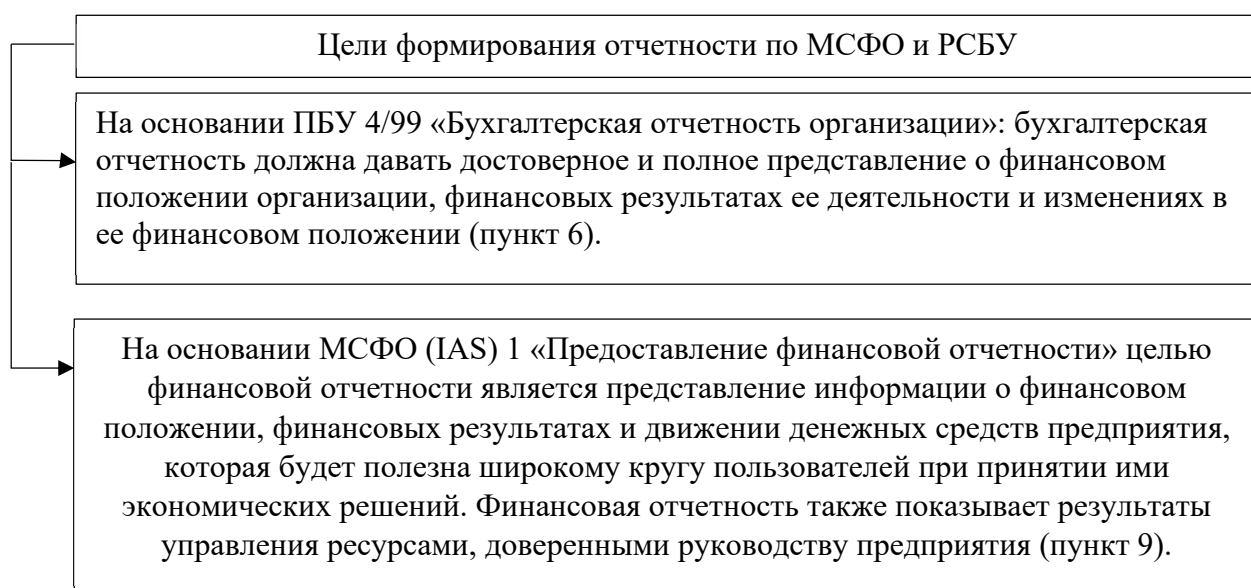 Цели формирования отчетности по МСФО и РСБУ
На основании ПБУ 4/99 «Бухгалтерская отчетность организации»: бухгалтерская
отчетность должна давать достоверное и полное представление о финансовом
положении организации, финансовых результатах ее деятельности и изменениях в
ее финансовом положении (пункт 6).
На основании МСФО (IAS) 1 «Предоставление финансовой отчетности» целью
финансовой отчетности является представление информации о финансовом
положении, финансовых результатах и движении денежных средств предприятия,
которая будет полезна широкому кругу пользователей при принятии ими
экономических решений. Финансовая отчетность также показывает результаты
управления ресурсами, доверенными руководству предприятия (пункт 9).